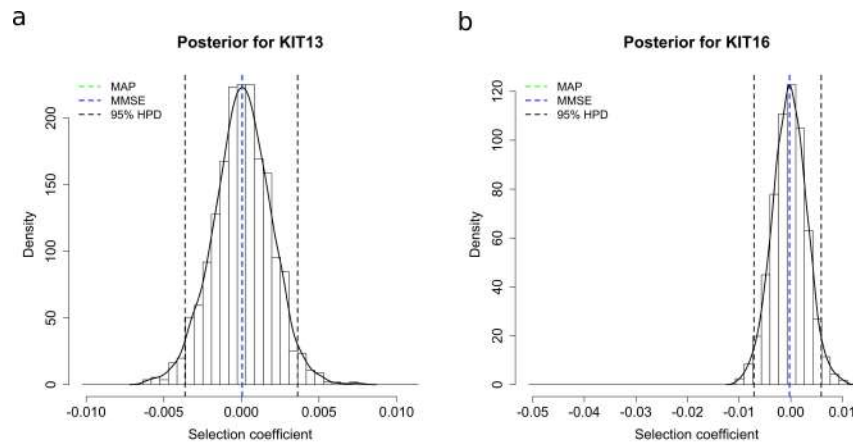 a
Posterior for KIT13
MAP
MMSE
95% HPD
Density
0
50
100
150
200
-0.010
-0.005
0.000
0.005
0.010
Selection coefficient
b
Posterior for KIT16
MAP
MMSE
95% HPD
Density
0
20
40
60
80
100
120
-0.05
-0.04
-0.03
-0.02
-0.01
0.00
0.01
Selection coefficient